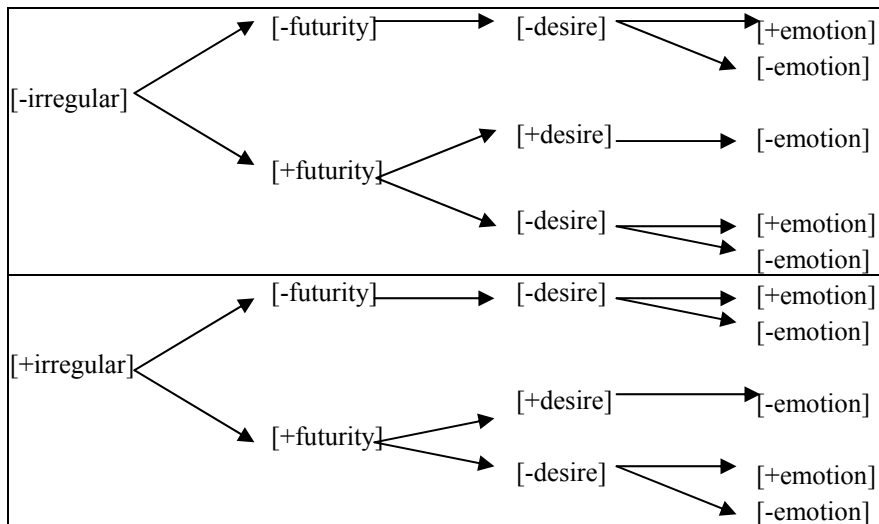 [-futurity] [-desire] [+emotion]
[-emotion]
[-irregular]
[+desire] [-emotion]
[+futurity]
[-desire] [+emotion]
[-emotion]
[-futurity] [-desire] [+emotion]
[-emotion]
[+irregular]
[+desire] [-emotion]
[+futurity]
[-desire] [+emotion]
[-emotion]